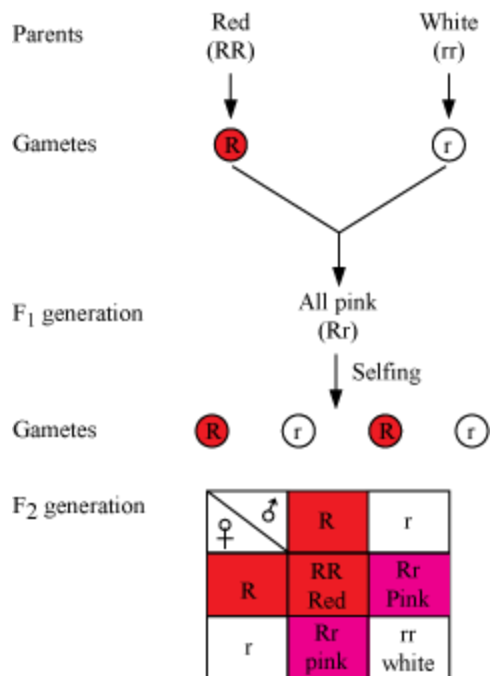 Parents Red White
(RR) (rr)
Gametes R r
F1 generation All pink
(Rr)
Selfing
Gametes R r R r
F2 generation
♀ ♂ R r
R RR Rr
Red Pink
r Rr rr
pink white